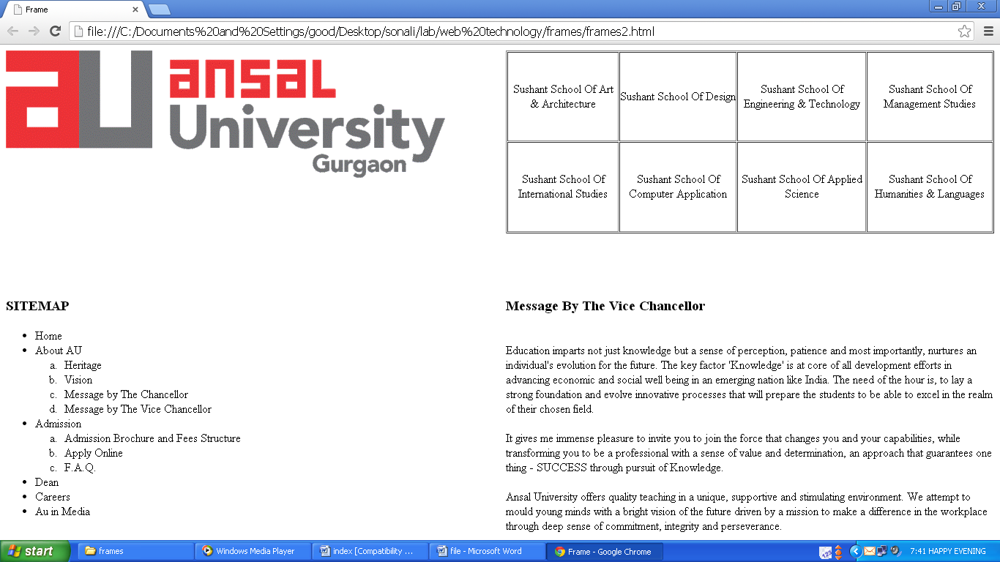 Frame
file:///C:/Documents%20and%20Settings/good/Desktop/sonali/lab/web%20technology/frames/frames2.html
au
ansal
University
Gurgaon
Sushant School Of Art
& Architecture
Sushant School Of Design
Sushant School Of
Engineering & Technology
Sushant School Of
Management Studies
Sushant School Of
International Studies
Sushant School Of
Computer Application
Sushant School Of Applied
Science
Sushant School Of
Humanities & Languages
SITEMAP
• Home
• About AU
a. Heritage
b. Vision
c. Message by The Chancellor
d. Message by The Vice Chancellor
• Admission
a. Admission Brochure and Fees Structure
b. Apply Online
c. F.A.Q.
• Dean
• Careers
• Au in Media
Message By The Vice Chancellor
Education imparts not just knowledge but a sense of perception, patience and most importantly, nurtures an
individual's evolution for the future. The key factor 'Knowledge' is at core of all development efforts in
advancing economic and social well being in an emerging nation like India. The need of the hour is, to lay a
strong foundation and evolve innovative processes that will prepare the students to be able to excel in the realm
of their chosen field.
It gives me immense pleasure to invite you to join the force that changes you and your capabilities, while
transforming you to be a professional with a sense of value and determination, an approach that guarantees one
thing - SUCCESS through pursuit of Knowledge.
Ansal University offers quality teaching in a unique, supportive and stimulating environment. We attempt to
mould young minds with a bright vision of the future driven by a mission to make a difference in the workplace
through deep sense of commitment, integrity and perseverance.
start
frames
Windows Media Player
index [Compatibility ...
file - Microsoft Word
Frame - Google Chrome
7:41 HAPPY EVENING